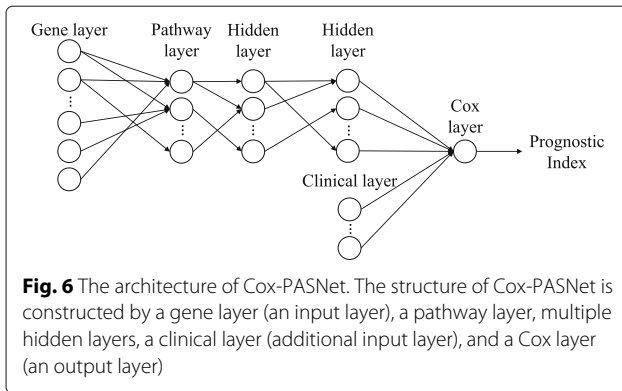 Gene layer
Pathway
layer
Hidden
layer
Hidden
layer
Cox
layer
Prognostic
Index
Clinical layer
Fig. 6 The architecture of Cox-PASNet. The structure of Cox-PASNet is
constructed by a gene layer (an input layer), a pathway layer, multiple
hidden layers, a clinical layer (additional input layer), and a Cox layer
(an output layer)